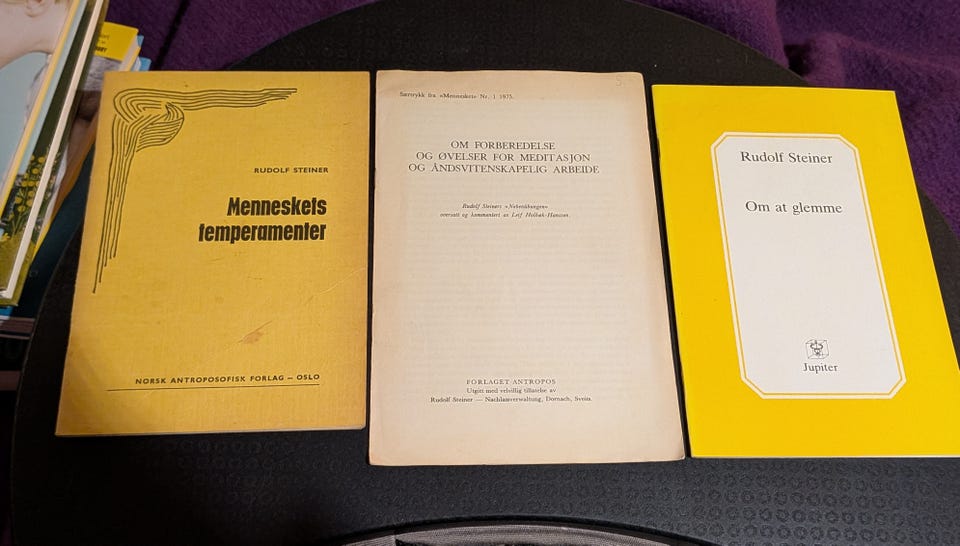 RUDOLF STEINER
Menneskets
temperamenter
NORSK ANTROPOSOFISK FORLAG — OSLO
Særtrykk fra «Mennesket» Nr. 1 1975.
OM FORBEREDELSE
OG ØVELSER FOR MEDITASJON
OG ÅNDSVITENSKAPELIG ARBEIDE
Rudolf Steiners «Nebenübungen»
oversatt og kommentert av Leif Holbæk-Hanssen.
FORLAGET ANTROPOS
Utgitt med velvillig tillatelse av
Rudolf Steiner — Nachlassverwaltung, Dornach, Sveits.
Rudolf Steiner
Om at glemme
Jupiter